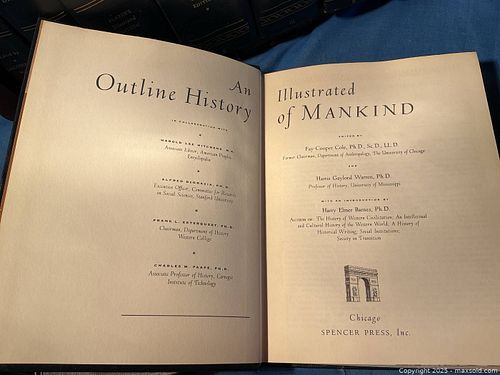 An
Outline History
IN COLLABORATION WITH
HAROLD LEE HITCHENS, M.A.
Associate Editor, American Peoples
Encyclopedia
ALFRED
Executive Officer, Committee for Research
in Social Science, Stanford University
FRANK L.
Chairman, Department of History
Western College
CHARLES M. PH.D.
Associate Professor of History, Carnegie
Institute of Technology
Illustrated
of MANKIND
EDITED BY
Fay-Cooper Cole, Ph.D., Sc.D., LL.D.
Former Chairman, Department of Anthropology, The University of Chicago
AND
Harris Gaylord Warren, Ph.D.
Professor of History, University of Mississippi
WITH AN INTRODUCTION BY
Harry Elmer Barnes, Ph.D.
Author of: The History of Western Civilization; An Intellectual
and Cultural History of the Western World; A History of
Historical Writing; Social Institutions;
Society in Transition
Chicago
SPENCER PRESS, Inc.
Copyright 2025 - maxsold.com